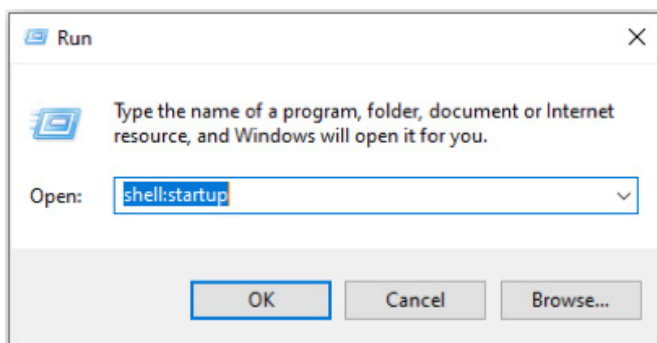 Run
Type the name of a program, folder, document or Internet
resource, and Windows will open it for you.
Open: shell:startup
OK Cancel Browse...